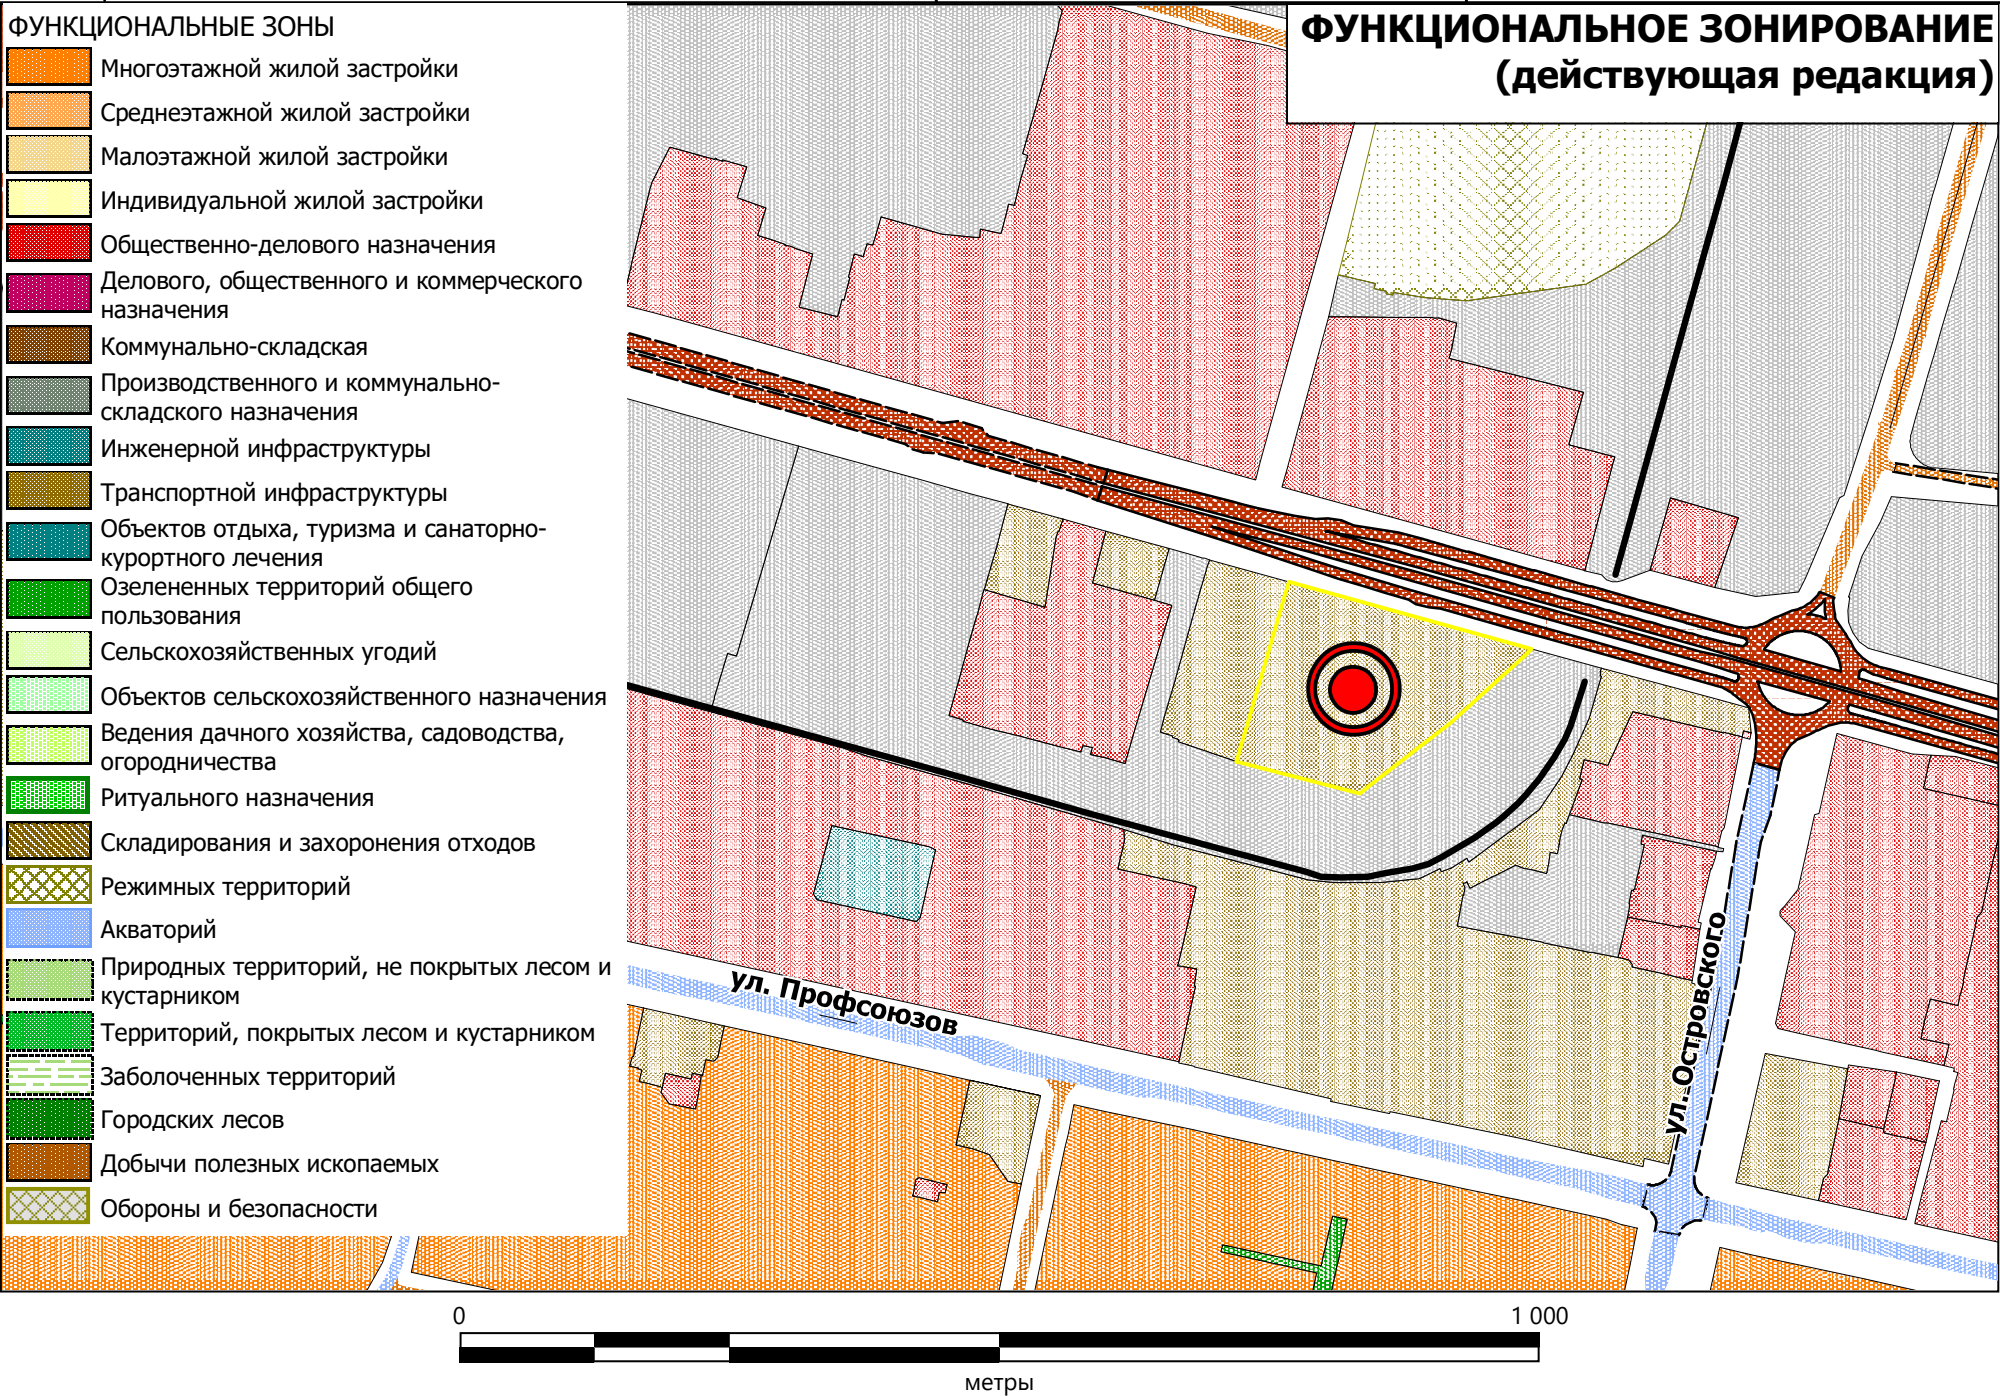 ФУНКЦИОНАЛЬНЫЕ ЗОНЫ
Многоэтажной жилой застройки
Среднеэтажной жилой застройки
Малоэтажной жилой застройки
Индивидуальной жилой застройки
Общественно-делового назначения
Делового, общественного и коммерческого
назначения
Коммунально-складская
Производственного и коммунально-
складского назначения
Инженерной инфраструктуры
Транспортной инфраструктуры
Объектов отдыха, туризма и санаторно-
курортного лечения
Озелененных территорий общего
пользования
Сельскохозяйственных угодий
Объектов сельскохозяйственного назначения
Ведения дачного хозяйства, садоводства,
огородничества
Ритуального назначения
Складирования и захоронения отходов
Режимных территорий
Акваторий
Природных территорий, не покрытых лесом и
кустарником
Территорий, покрытых лесом и кустарником
Заболоченных территорий
Городских лесов
Добычи полезных ископаемых
Обороны и безопасности
ФУНКЦИОНАЛЬНОЕ ЗОНИРОВАНИЕ
(действующая редакция)
ул. Профсоюзов
ул. Островского
0
1 000
метры